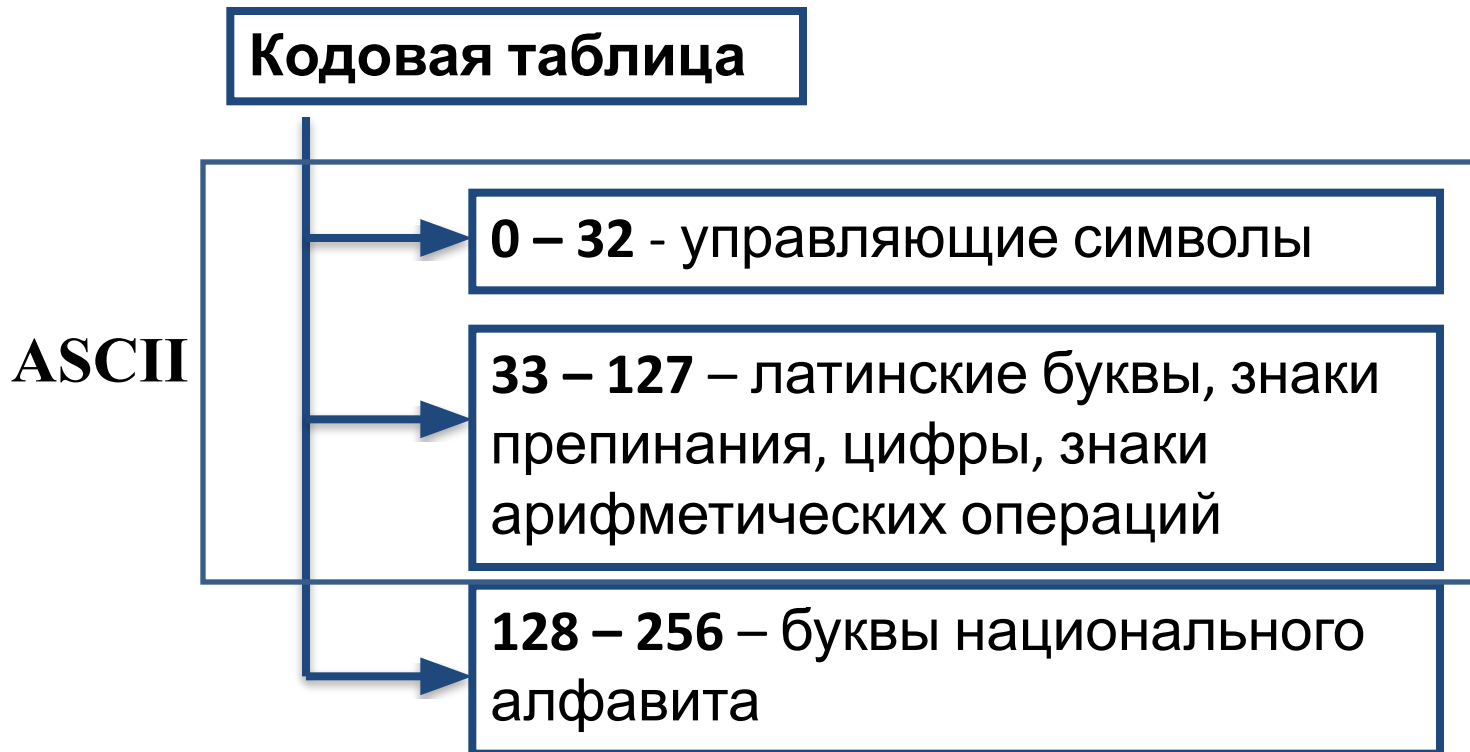 Кодовая таблица
0 – 32 - управляющие символы
ASCII
33 – 127 – латинские буквы, знаки
препинания, цифры, знаки
арифметических операций
128 – 256 – буквы национального
алфавита